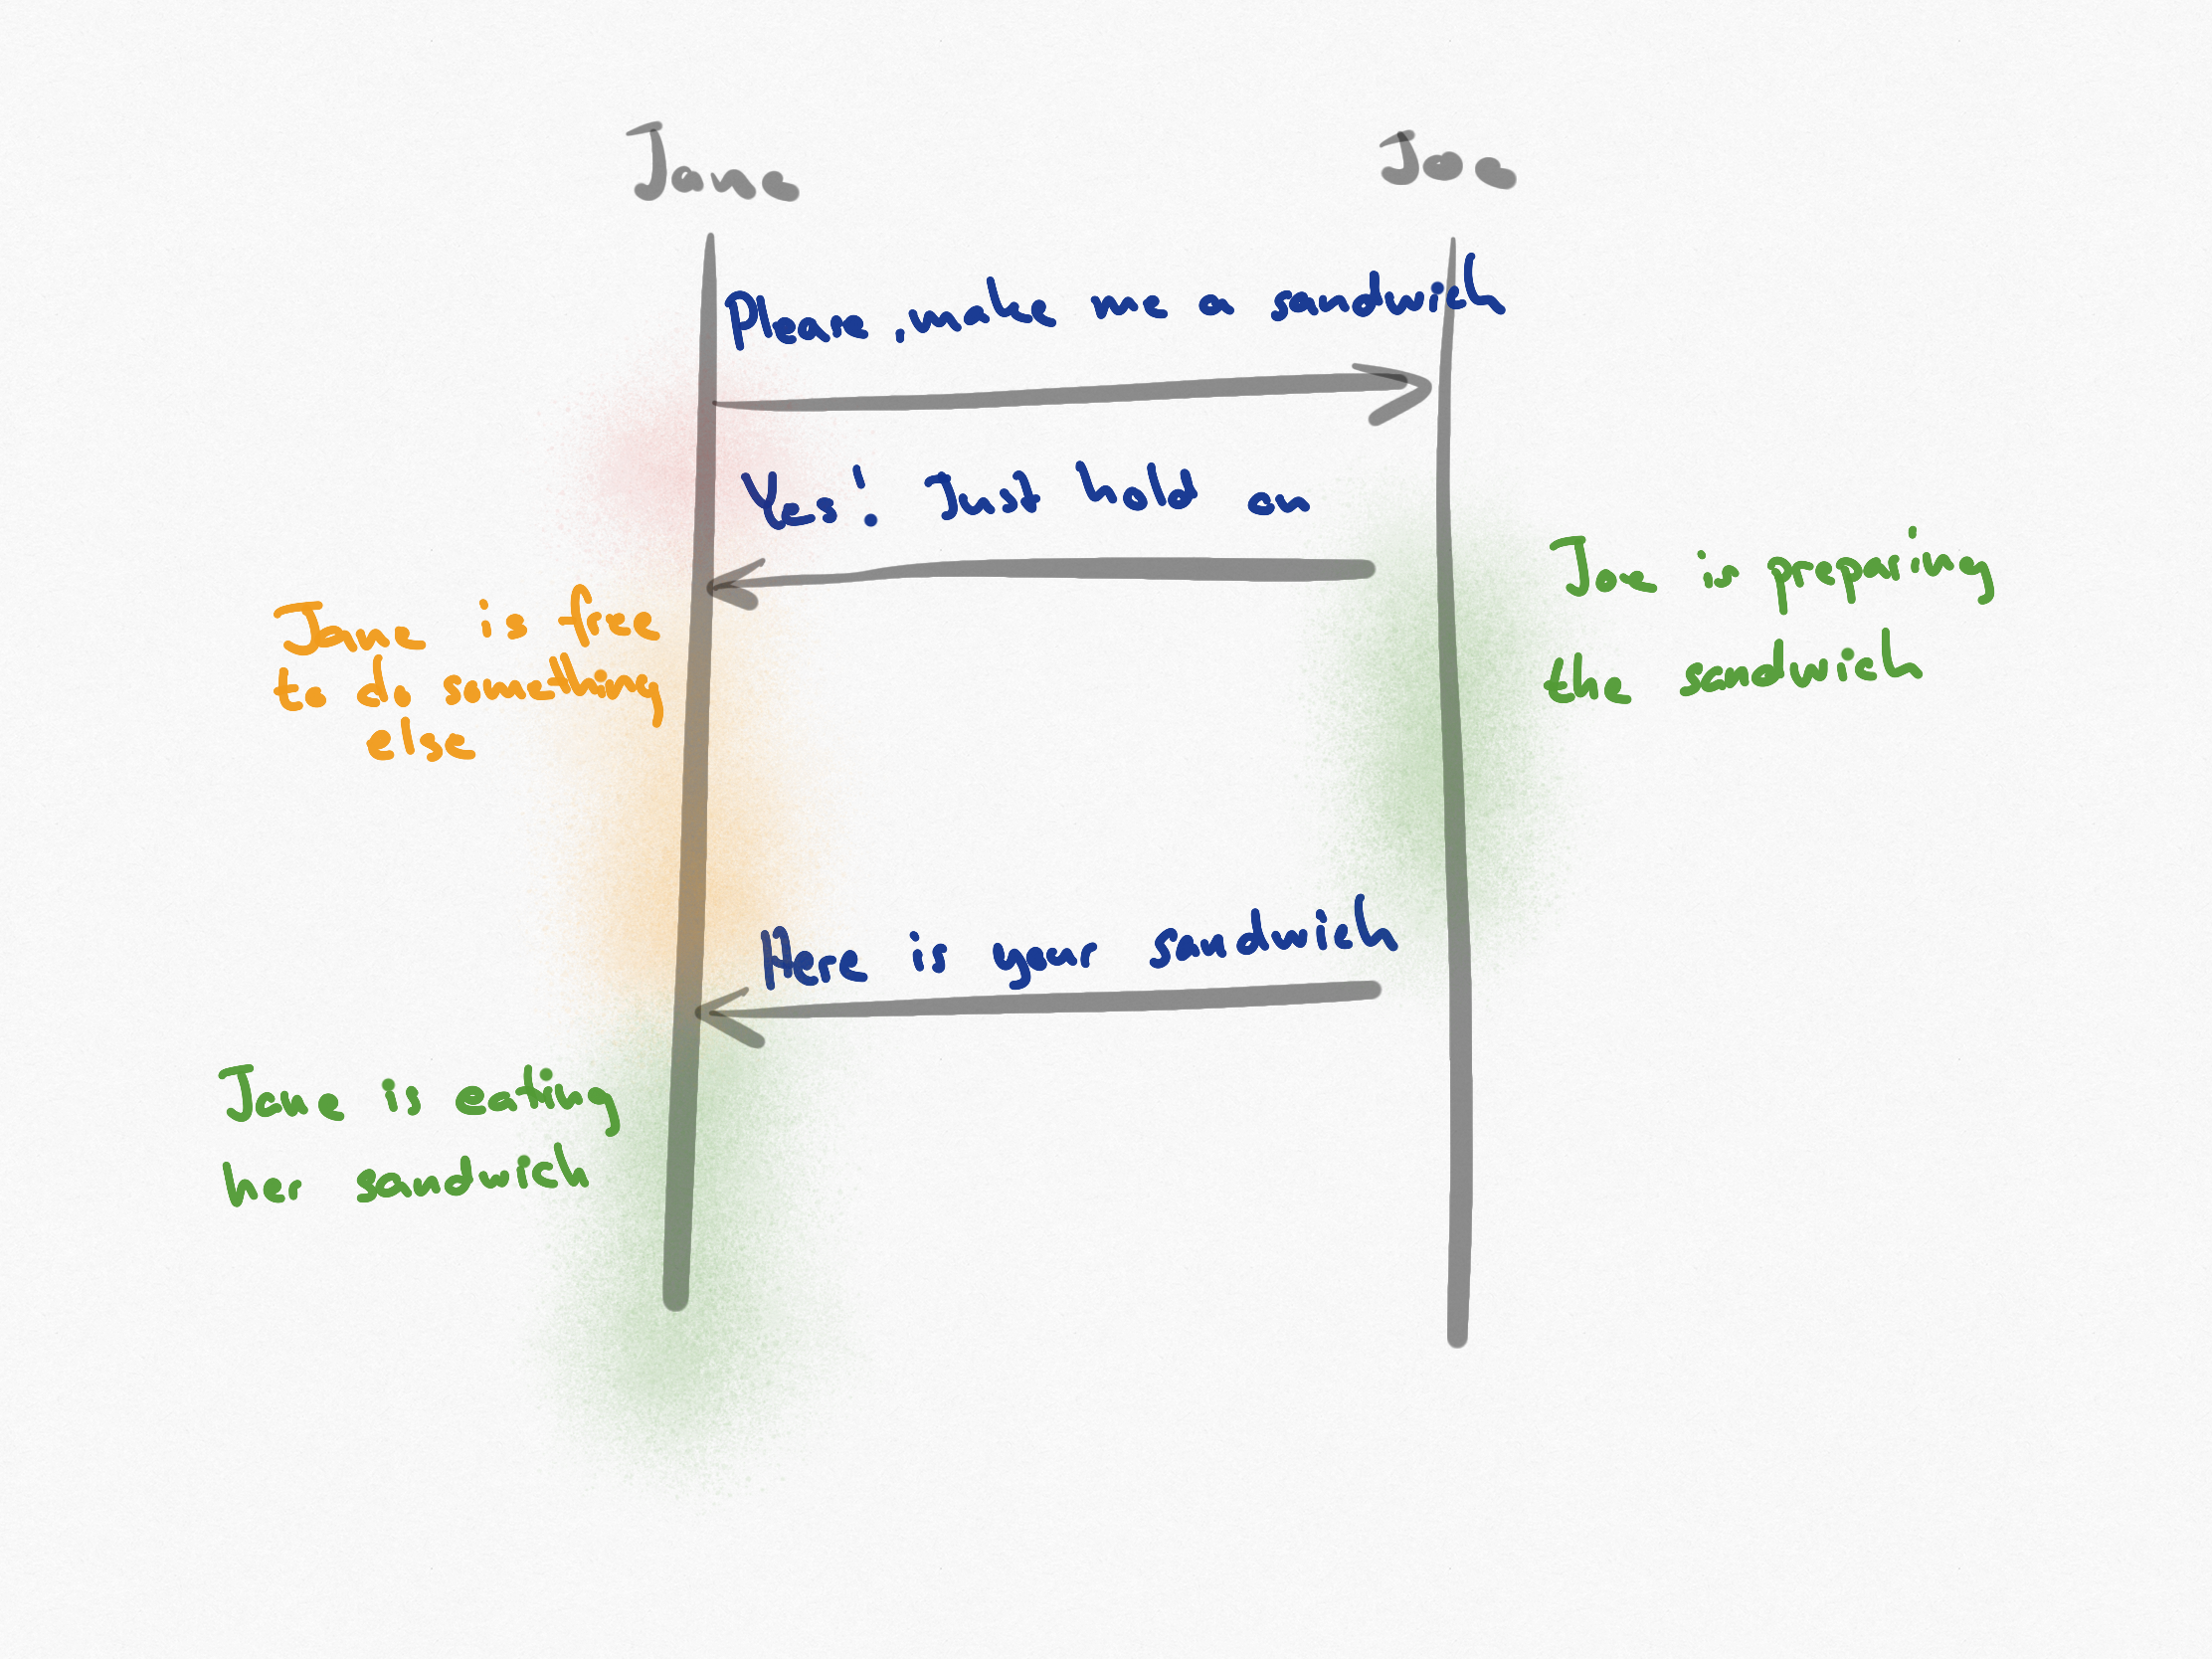 Jane
Joe
Please, make me a sandwich
Yes! Just hold on
Joe is preparing
the sandwich
Jane is free
to do something
else
Here is your sandwich
Jane is eating
her sandwich